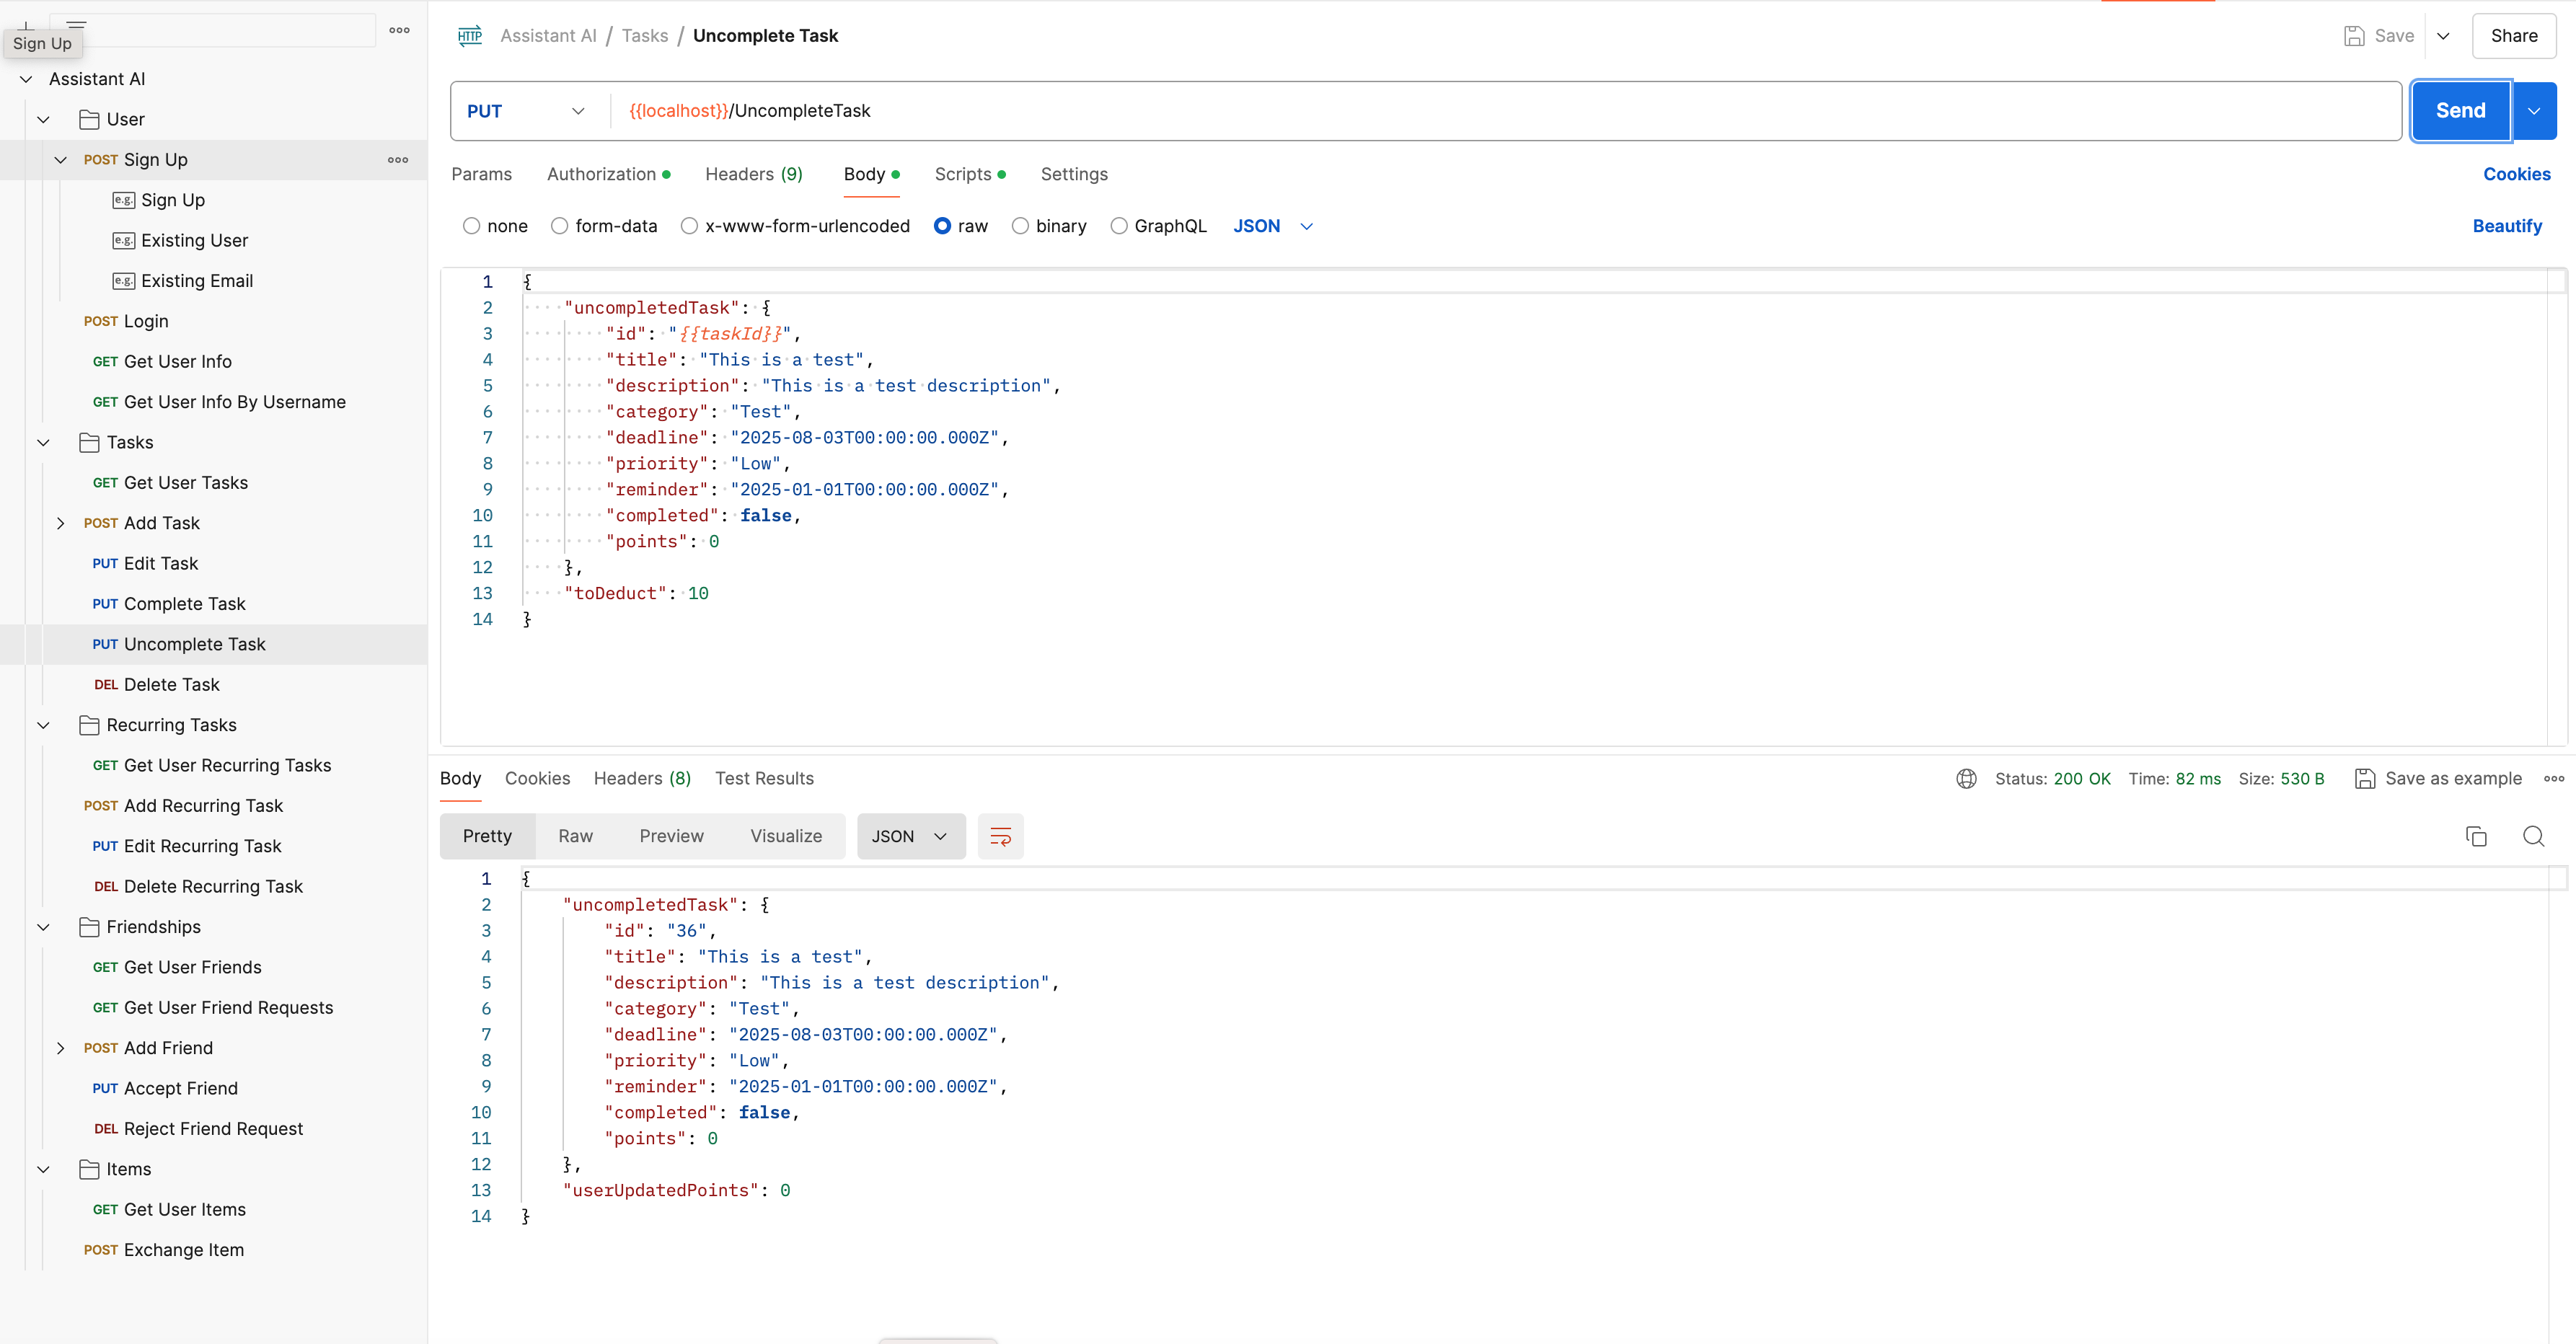 Sign Up
Assistant AI
User
POST Sign Up
e.g. Sign Up
e.g. Existing User
e.g. Existing Email
POST Login
GET Get User Info
GET Get User Info By Username
Tasks
GET Get User Tasks
POST Add Task
PUT Edit Task
PUT Complete Task
PUT Uncomplete Task
DEL Delete Task
Recurring Tasks
GET Get User Recurring Tasks
POST Add Recurring Task
PUT Edit Recurring Task
DEL Delete Recurring Task
Friendships
GET Get User Friends
GET Get User Friend Requests
POST Add Friend
PUT Accept Friend
DEL Reject Friend Request
Items
GET Get User Items
POST Exchange Item
HTTP Assistant AI / Tasks / Uncomplete Task Save Share
PUT {{localhost}}/UncompleteTask Send
Params Authorization Headers (9) Body Scripts Settings Cookies
none form-data x-www-form-urlencoded raw binary GraphQL JSON Beautify
1 {
2 "uncompletedTask": {
3 "id": "{{taskId}}",
4 "title": "This is a test",
5 "description": "This is a test description",
6 "category": "Test",
7 "deadline": "2025-08-03T00:00:00.000Z",
8 "priority": "Low",
9 "reminder": "2025-01-01T00:00:00.000Z",
10 "completed": false,
11 "points": 0
12 },
13 "toDeduct": 10
14 }
Body Cookies Headers (8) Test Results Status: 200 OK Time: 82 ms Size: 530 B Save as example
Pretty Raw Preview Visualize JSON
1 {
2 "uncompletedTask": {
3 "id": "36",
4 "title": "This is a test",
5 "description": "This is a test description",
6 "category": "Test",
7 "deadline": "2025-08-03T00:00:00.000Z",
8 "priority": "Low",
9 "reminder": "2025-01-01T00:00:00.000Z",
10 "completed": false,
11 "points": 0
12 },
13 "userUpdatedPoints": 0
14 }